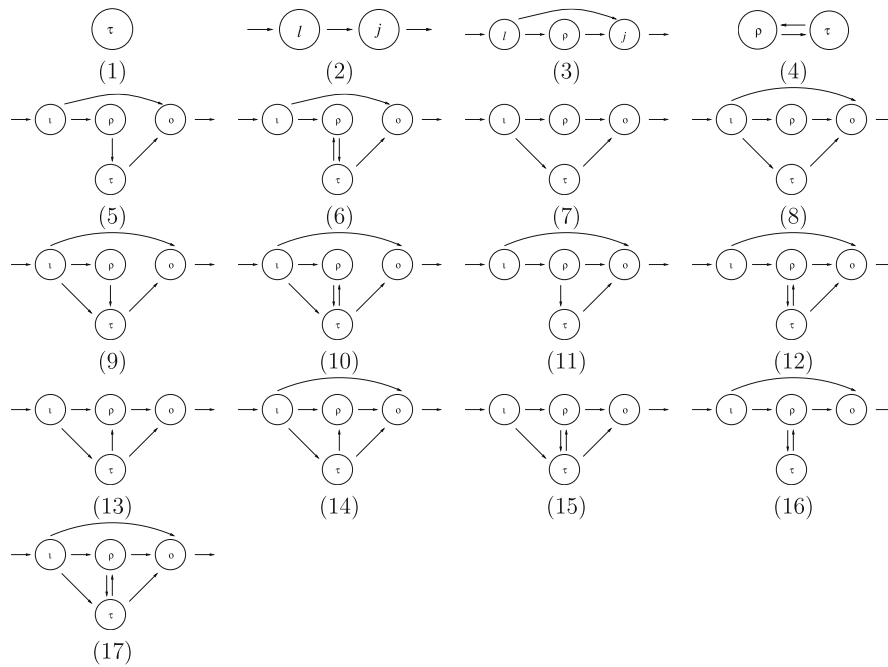 τ
l j
l ρ j
ρ τ
(1) (2) (3) (4)
ι ρ ο ι ρ ο ι ρ ο ι ρ ο
τ τ τ τ
(5) (6) (7) (8)
ι ρ ο ι ρ ο ι ρ ο ι ρ ο
τ τ τ τ
(9) (10) (11) (12)
ι ρ ο ι ρ ο ι ρ ο ι ρ ο
τ τ τ τ
(13) (14) (15) (16)
ι ρ ο
τ
(17)